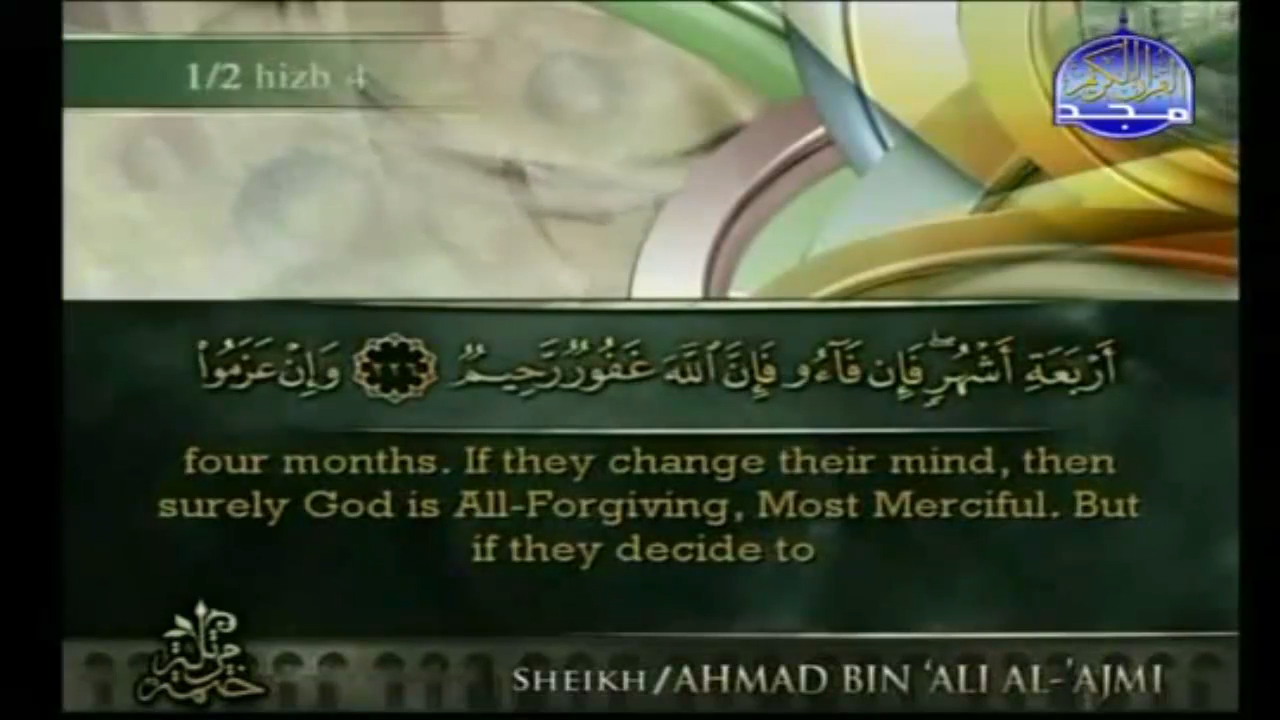 1/2 hizb 4
القرآن الكريم
مجد
أَرْبَعَةِ أَشْهُرٍۖ فَإِن فَآءُو فَإِنَّ ٱللَّهَ غَفُورٌ رَّحِيمٌ ٢٢٦ وَإِنْ عَزَمُوا۟
four months. If they change their mind, then
surely God is All-Forgiving, Most Merciful. But
if they decide to
ختمة مرتلة
SHEIKH/AHMAD BIN ‘ALI AL-’AJMI